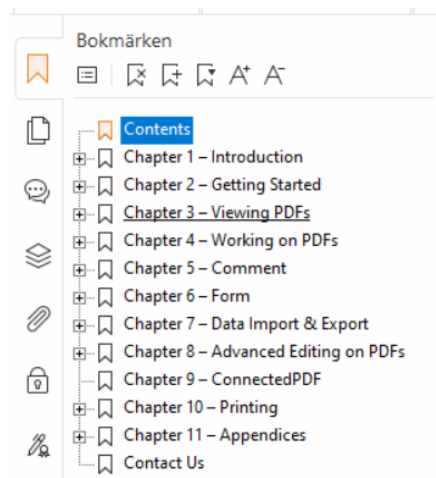 Bokmärken
Contents
Chapter 1 – Introduction
Chapter 2 – Getting Started
Chapter 3 – Viewing PDFs
Chapter 4 – Working on PDFs
Chapter 5 – Comment
Chapter 6 – Form
Chapter 7 – Data Import & Export
Chapter 8 – Advanced Editing on PDFs
Chapter 9 – ConnectedPDF
Chapter 10 – Printing
Chapter 11 – Appendices
Contact Us